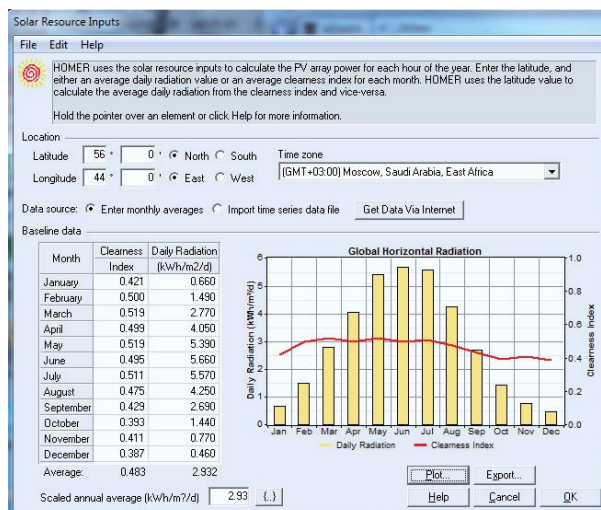 Solar Resource Inputs
File Edit Help
HOMER uses the solar resource inputs to calculate the PV array power for each hour of the year. Enter the latitude, and
either an average daily radiation value or an average clearness index for each month. HOMER uses the latitude value to
calculate the average daily radiation from the clearness index and vice-versa.
Hold the pointer over an element or click Help for more information.
Location
Latitude 56 ° 0 ' North South Time zone
Longitude 44 ° 0 ' East West (GMT+03:00) Moscow, Saudi Arabia, East Africa
Data source: Enter monthly averages Import time series data file Get Data Via Internet
Baseline data
Month Clearness Daily Radiation
Index (kWh/m2/d)
January 0.421 0.660
February 0.500 1.490
March 0.519 2.770
April 0.499 4.050
May 0.519 5.390
June 0.495 5.660
July 0.511 5.570
August 0.475 4.250
September 0.429 2.690
October 0.393 1.440
November 0.411 0.770
December 0.387 0.460
Average: 0.483 2.932
Scaled annual average (kWh/m?/d) 2.93 {..}
Global Horizontal Radiation
Daily Radiation (kWh/m²/d)
6
5
4
3
2
1
0
Jan Feb Mar Apr May Jun Jul Aug Sep Oct Nov Dec
1.0
0.8
0.6
0.4
0.2
0.0
Clearness Index
Daily Radiation Clearness Index
Plot... Export...
Help Cancel OK